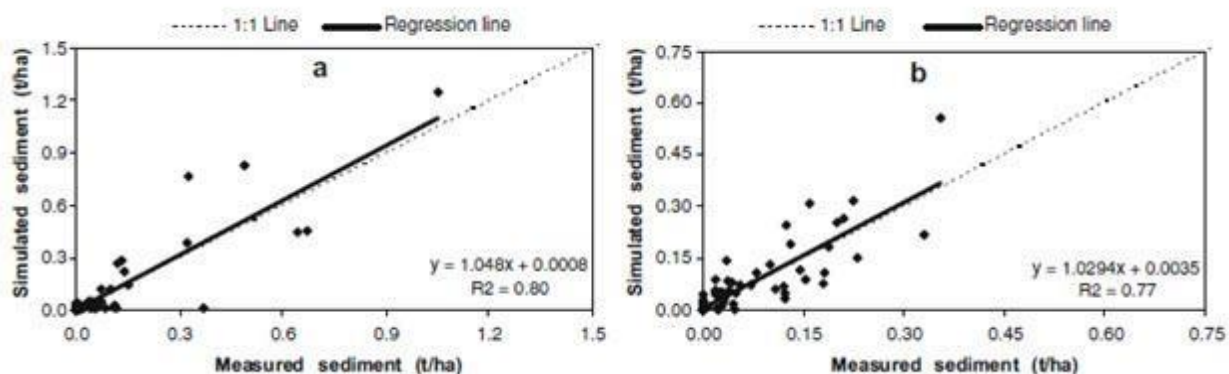 1:1 Line Regression line
a
Simulated sediment (t/ha)
1.5
1.2
0.9
0.6
0.3
0.0
y = 1.048x + 0.0008
R2 = 0.80
0.0 0.3 0.6 0.9 1.2 1.5
Measured sediment (t/ha)
1:1 Line Regression line
b
Simulated sediment (t/ha)
0.75
0.60
0.45
0.30
0.15
0.00
y = 1.0294x + 0.0035
R2 = 0.77
0.00 0.15 0.30 0.45 0.60 0.75
Measured sediment (t/ha)